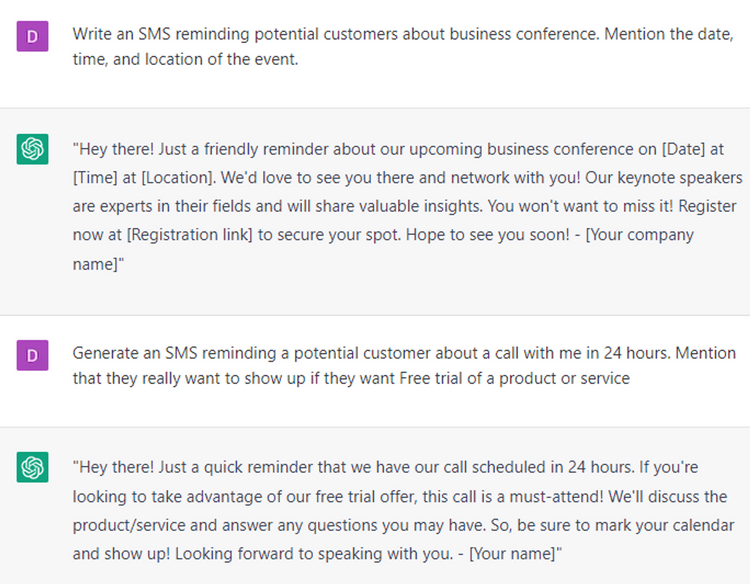 D
Write an SMS reminding potential customers about business conference. Mention the date,
time, and location of the event.
"Hey there! Just a friendly reminder about our upcoming business conference on [Date] at
[Time] at [Location]. We'd love to see you there and network with you! Our keynote speakers
are experts in their fields and will share valuable insights. You won't want to miss it! Register
now at [Registration link] to secure your spot. Hope to see you soon! - [Your company
name]"
D
Generate an SMS reminding a potential customer about a call with me in 24 hours. Mention
that they really want to show up if they want Free trial of a product or service
"Hey there! Just a quick reminder that we have our call scheduled in 24 hours. If you're
looking to take advantage of our free trial offer, this call is a must-attend! We'll discuss the
product/service and answer any questions you may have. So, be sure to mark your calendar
and show up! Looking forward to speaking with you. - [Your name]"